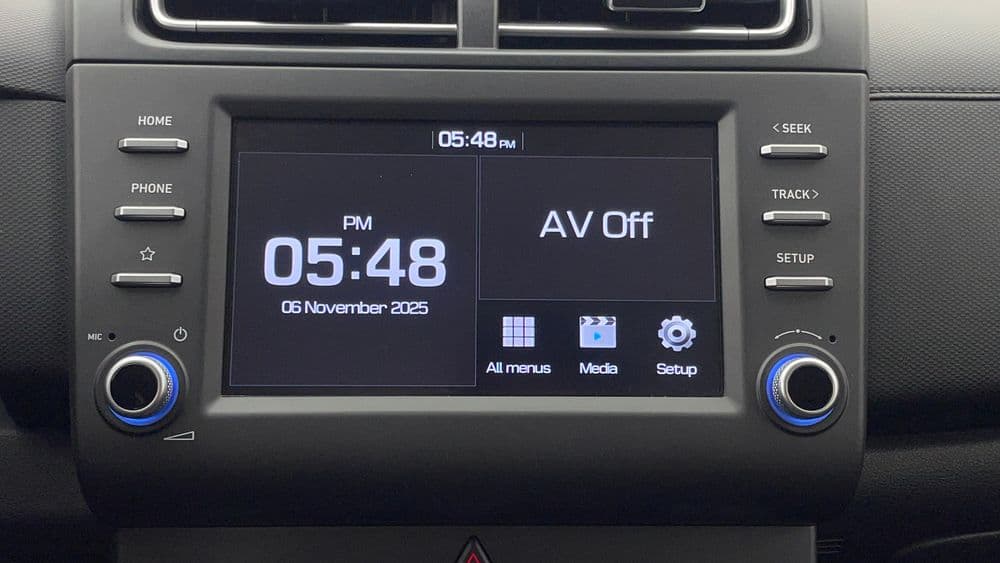 HOME
PHONE
MIC
05:48 PM
PM
05:48
06 November 2025
AV Off
All menus
Media
Setup
< SEEK
TRACK >
SETUP